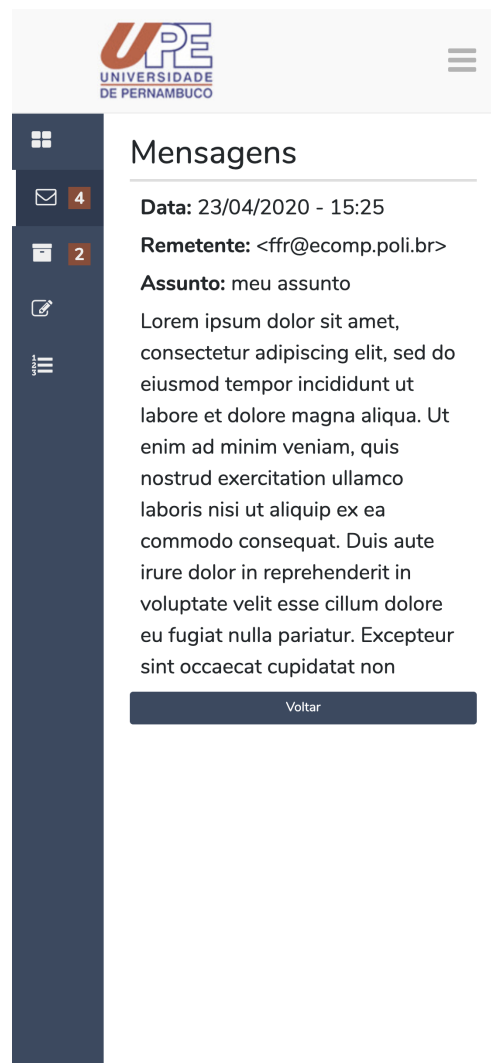 UPE
UNIVERSIDADE
DE PERNAMBUCO
4
2
1
2
3
Mensagens
Data: 23/04/2020 - 15:25
Remetente: <ffr@ecomp.poli.br>
Assunto: meu assunto
Lorem ipsum dolor sit amet,
consectetur adipiscing elit, sed do
eiusmod tempor incididunt ut
labore et dolore magna aliqua. Ut
enim ad minim veniam, quis
nostrud exercitation ullamco
laboris nisi ut aliquip ex ea
commodo consequat. Duis aute
irure dolor in reprehenderit in
voluptate velit esse cillum dolore
eu fugiat nulla pariatur. Excepteur
sint occaecat cupidatat non
Voltar